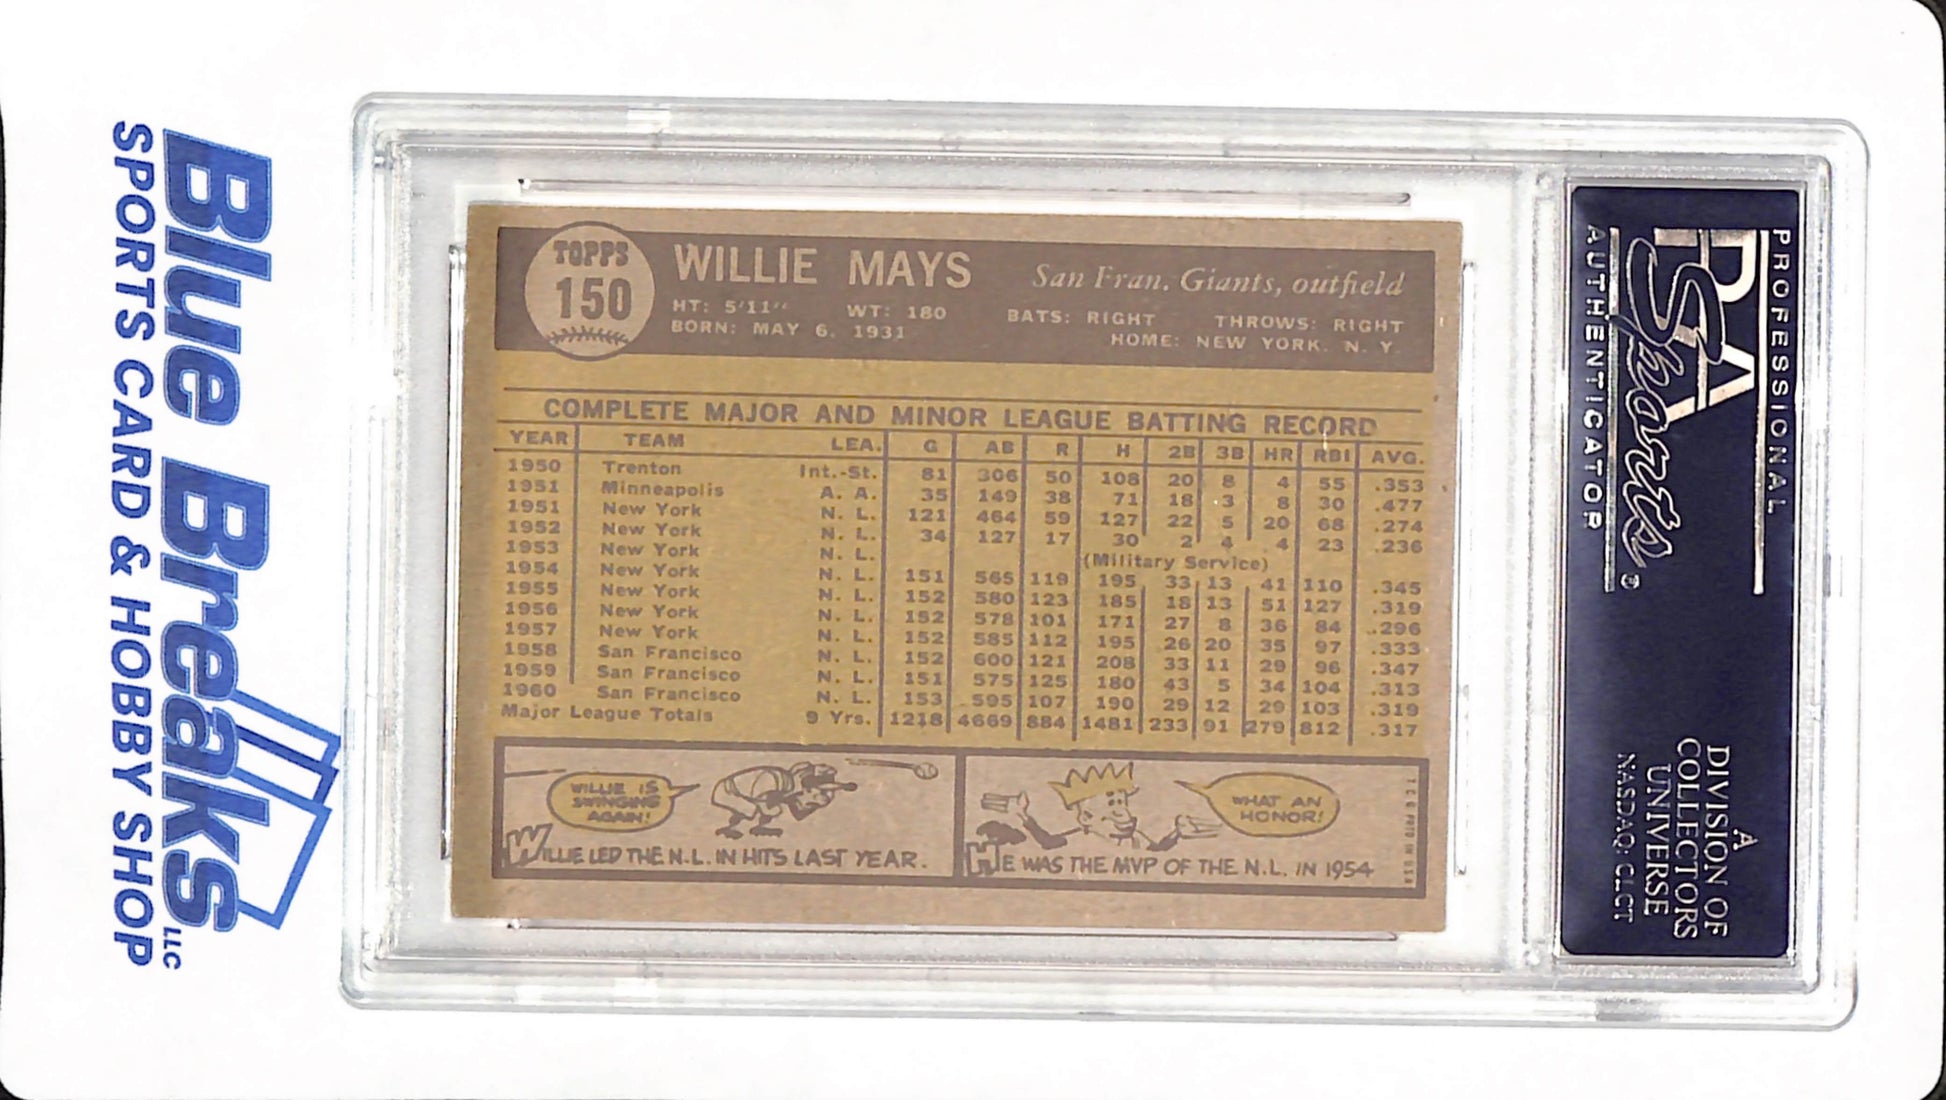 Blue Breaks LLC
SPORTS CARD & HOBBY SHOP
TOPPS
150
WILLIE MAYS
San Fran. Giants, outfield
HT: 5'11" WT: 180 BATS: RIGHT THROWS: RIGHT
BORN: MAY 6, 1931 HOME: NEW YORK, N. Y.
COMPLETE MAJOR AND MINOR LEAGUE BATTING RECORD
YEAR TEAM LEA. G AB R H 2B 3B HR RBI AVG.
1950 Trenton Int.-St. 81 306 50 108 20 8 4 55 .353
1951 Minneapolis A. A. 35 149 38 71 18 3 8 30 .477
1951 New York N. L. 121 464 59 127 22 5 20 68 .274
1952 New York N. L. 34 127 17 30 2 4 4 23 .236
1953 New York N. L. (Military Service)
1954 New York N. L. 151 565 119 195 33 13 41 110 .345
1955 New York N. L. 152 580 123 185 18 13 51 127 .319
1956 New York N. L. 152 578 101 171 27 8 36 84 .296
1957 New York N. L. 152 585 112 195 26 20 35 97 .333
1958 San Francisco N. L. 152 600 121 208 33 11 29 96 .347
1959 San Francisco N. L. 151 575 125 180 43 5 34 104 .313
1960 San Francisco N. L. 153 595 107 190 29 12 29 103 .319
Major League Totals 9 Yrs. 1218 4669 884 1481 233 91 279 812 .317
WILLIE IS
SWINGING
AGAIN!
WILLIE LED THE N.L. IN HITS LAST YEAR.
WHAT AN
HONOR!
HE WAS THE MVP OF THE N.L. IN 1954
T.C.G. PRTD IN U.S.A.
PROFESSIONAL
PSA
Sports®
AUTHENTICATOR
A
DIVISION OF
COLLECTORS
UNIVERSE
NASDAQ: CLCT